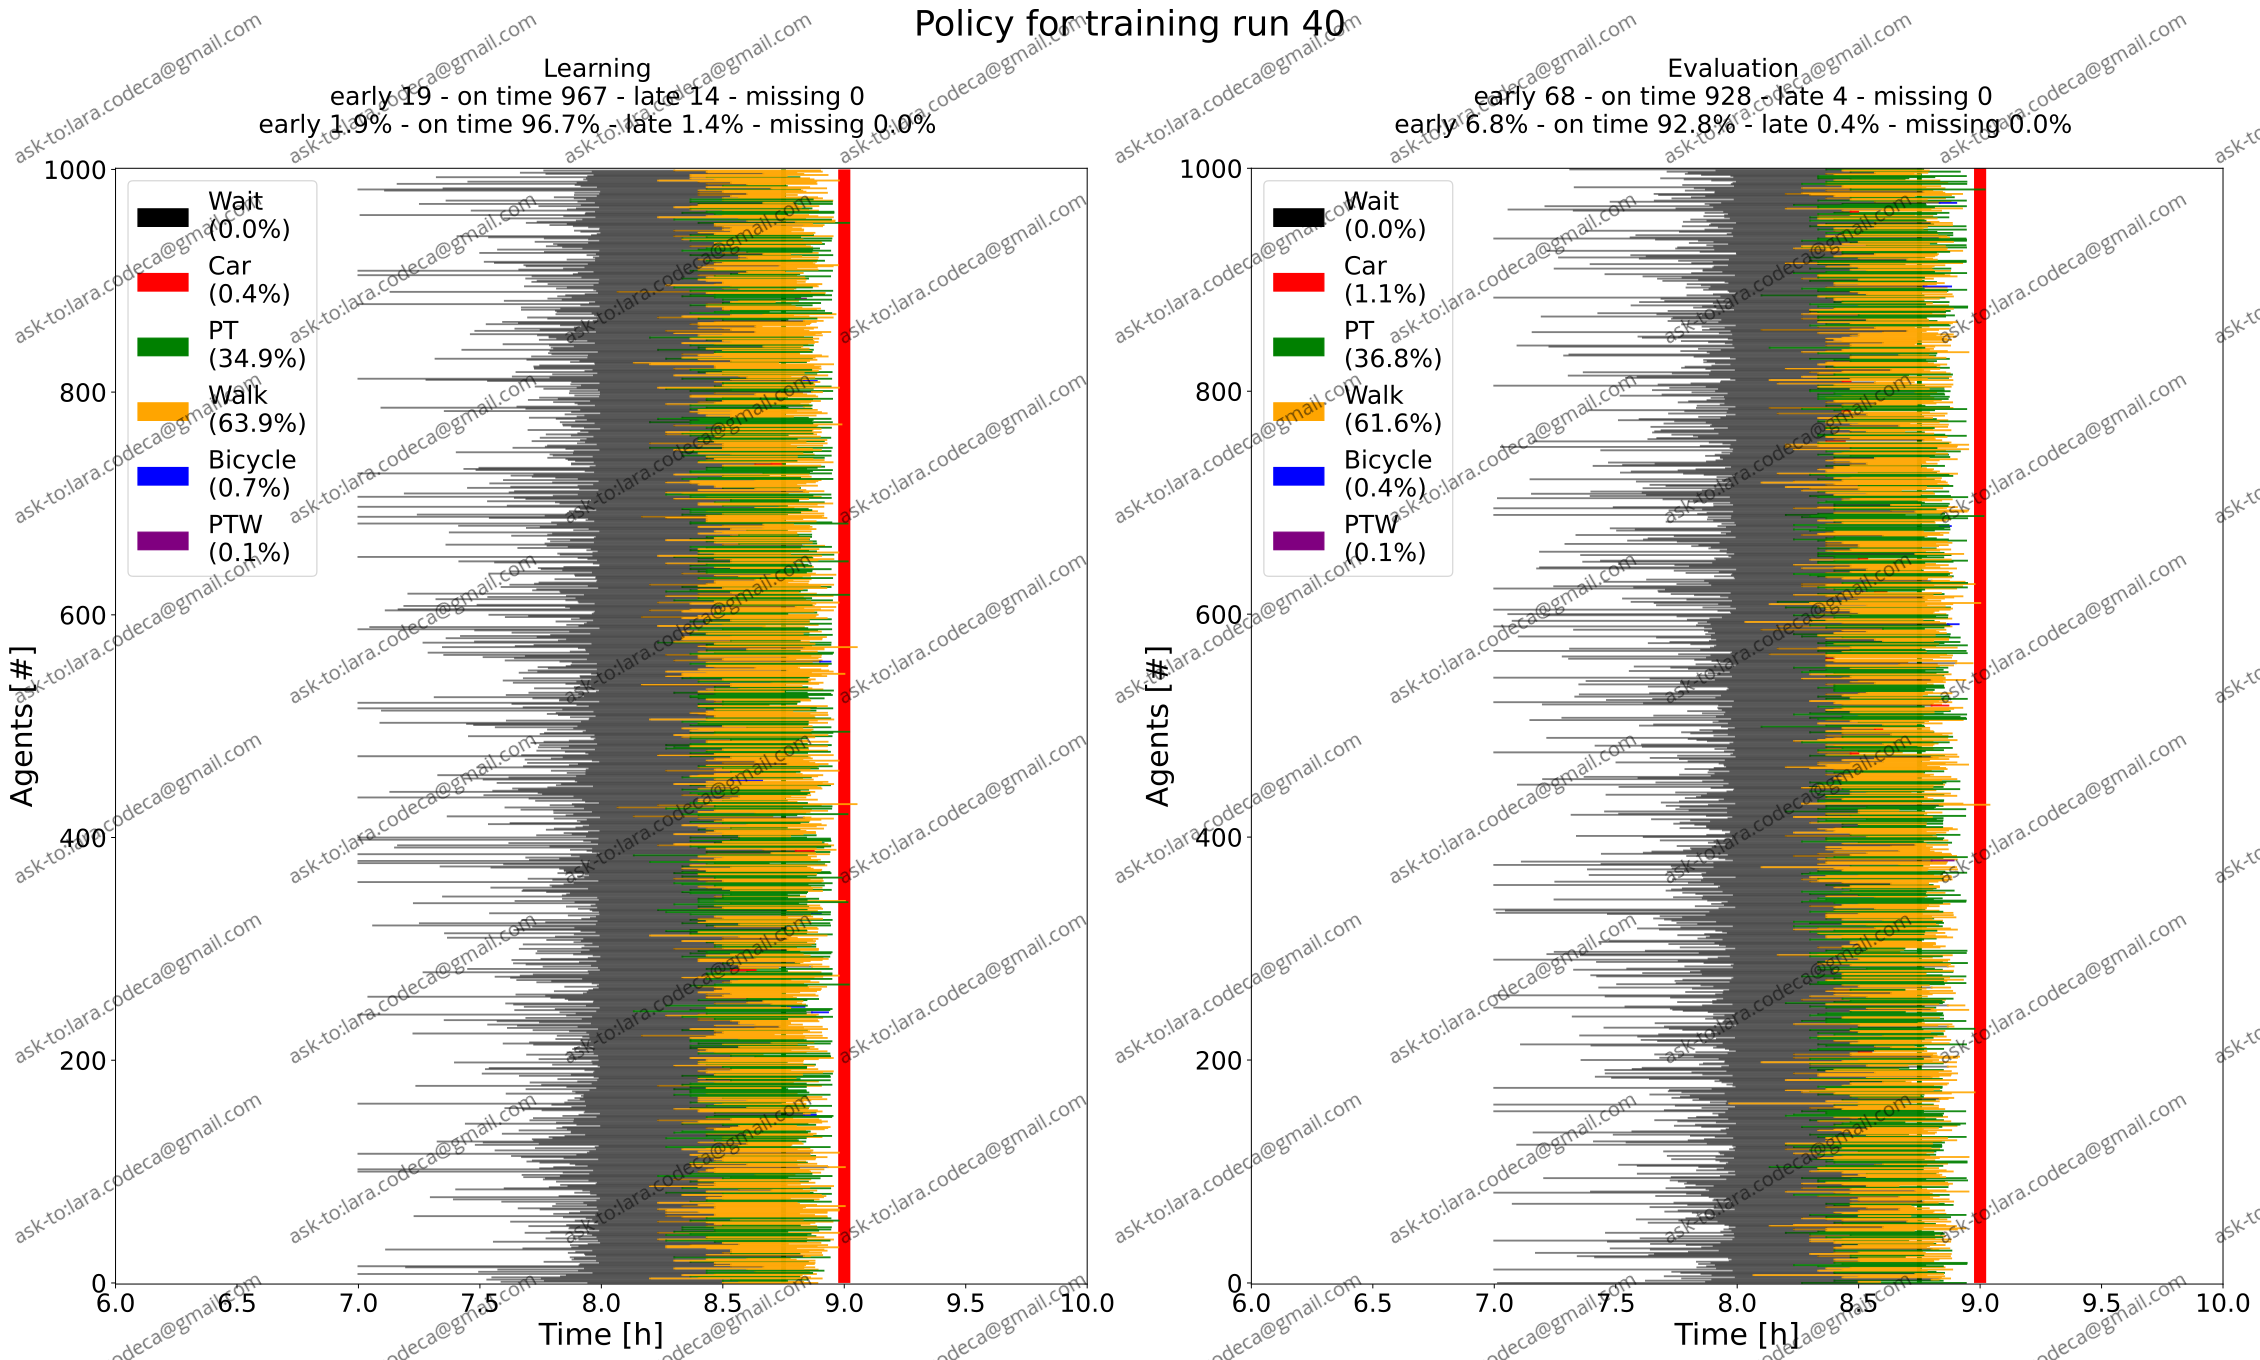 Policy for training run 40
Learning
early 19 - on time 967 - late 14 - missing 0
early 1.9% - on time 96.7% - late 1.4% - missing 0.0%
1000
800
600
400
200
0
Agents [#]
Wait
(0.0%)
Car
(0.4%)
PT
(34.9%)
Walk
(63.9%)
Bicycle
(0.7%)
PTW
(0.1%)
6.0 6.5 7.0 7.5 8.0 8.5 9.0 9.5 10.0
Time [h]
Evaluation
early 68 - on time 928 - late 4 - missing 0
early 6.8% - on time 92.8% - late 0.4% - missing 0.0%
1000
800
600
400
200
0
Agents [#]
Wait
(0.0%)
Car
(1.1%)
PT
(36.8%)
Walk
(61.6%)
Bicycle
(0.4%)
PTW
(0.1%)
6.0 6.5 7.0 7.5 8.0 8.5 9.0 9.5 10.0
Time [h]
ask-to:lara.codeca@gmail.com